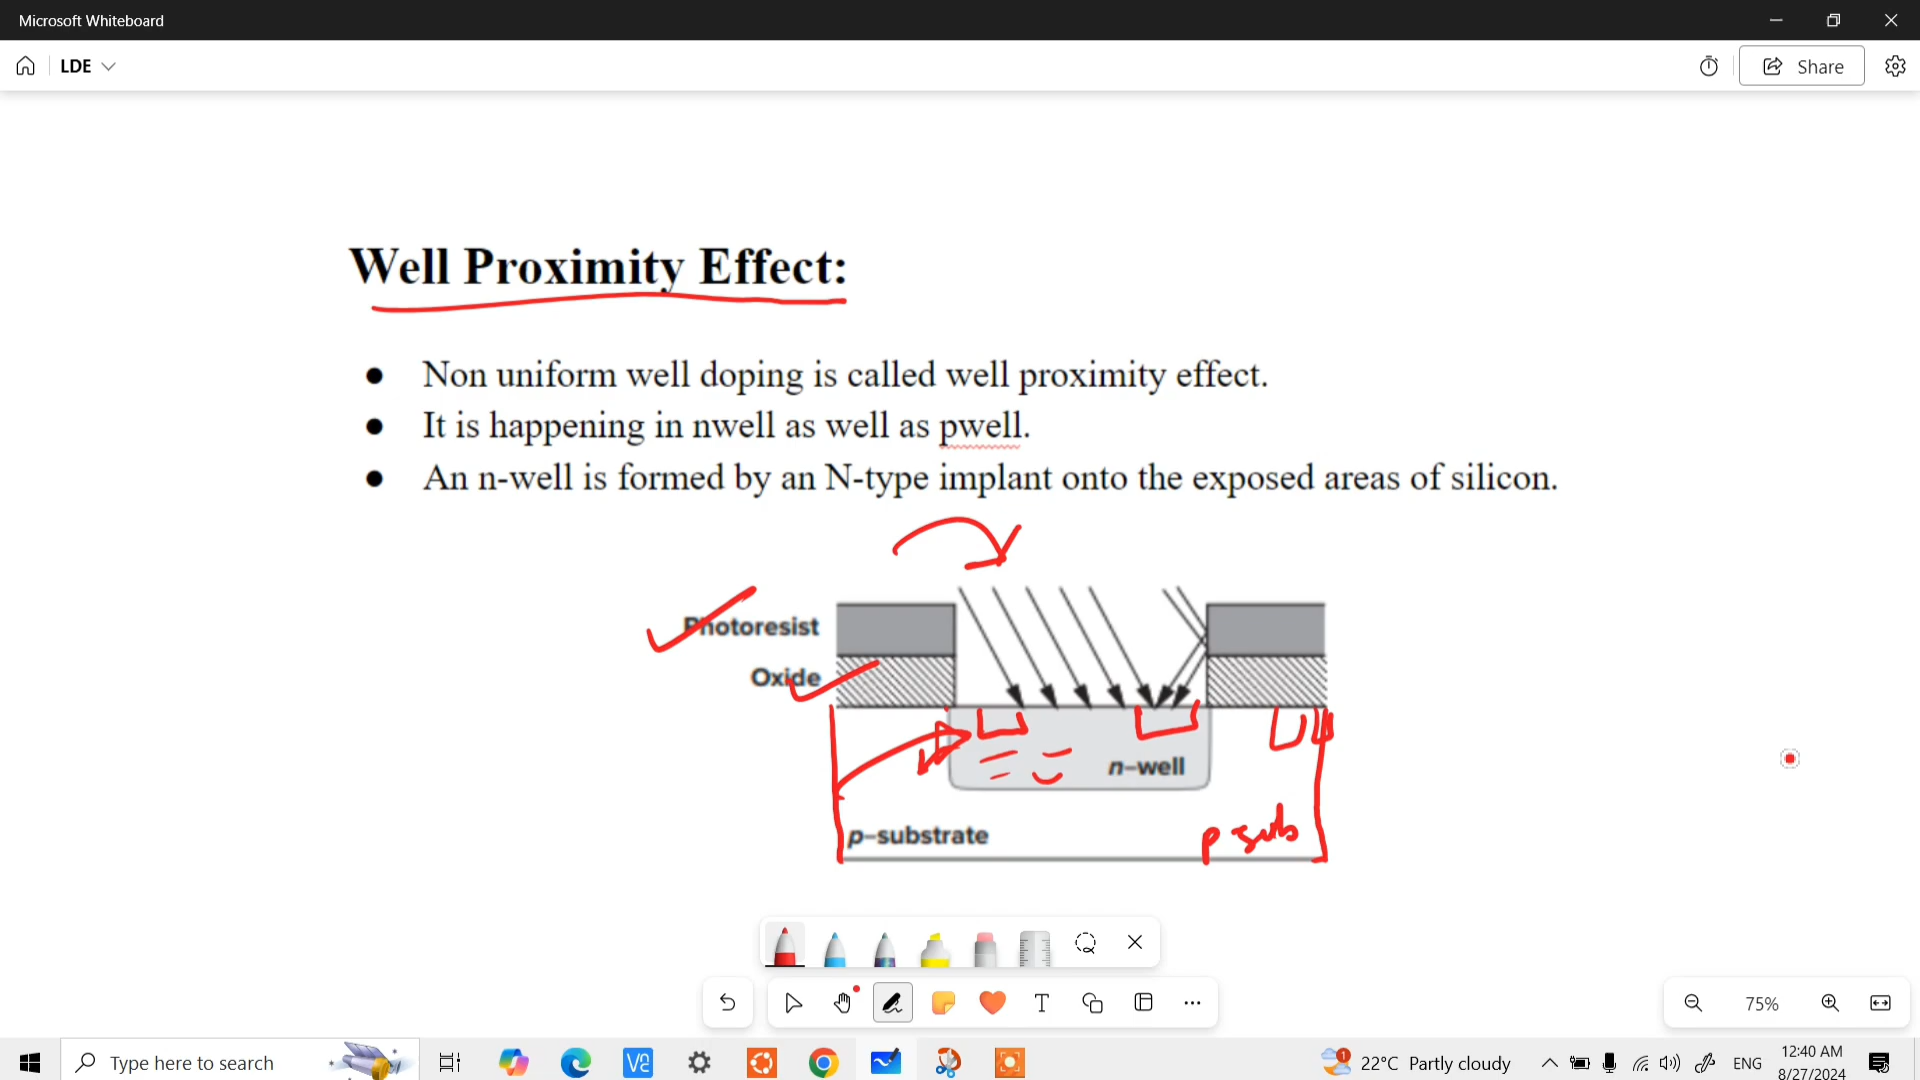 Microsoft Whiteboard
LDE
Share
Well Proximity Effect:
● Non uniform well doping is called well proximity effect.
● It is happening in nwell as well as pwell.
● An n-well is formed by an N-type implant onto the exposed areas of silicon.
Photoresist
Oxide
n-well
p-substrate
p sub
75%
Type here to search
VC
1
22°C Partly cloudy
ENG
12:40 AM
8/27/2024